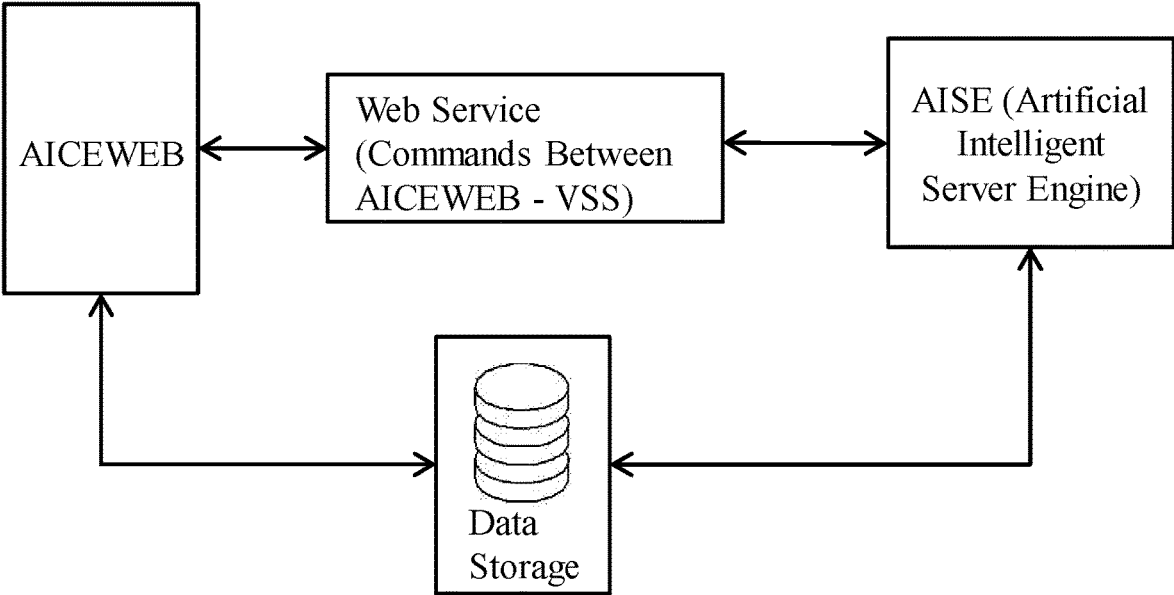 AICEWEB
Web Service
(Commands Between
AICEWEB - VSS)
AISE (Artificial
Intelligent
Server Engine)
Data
Storage